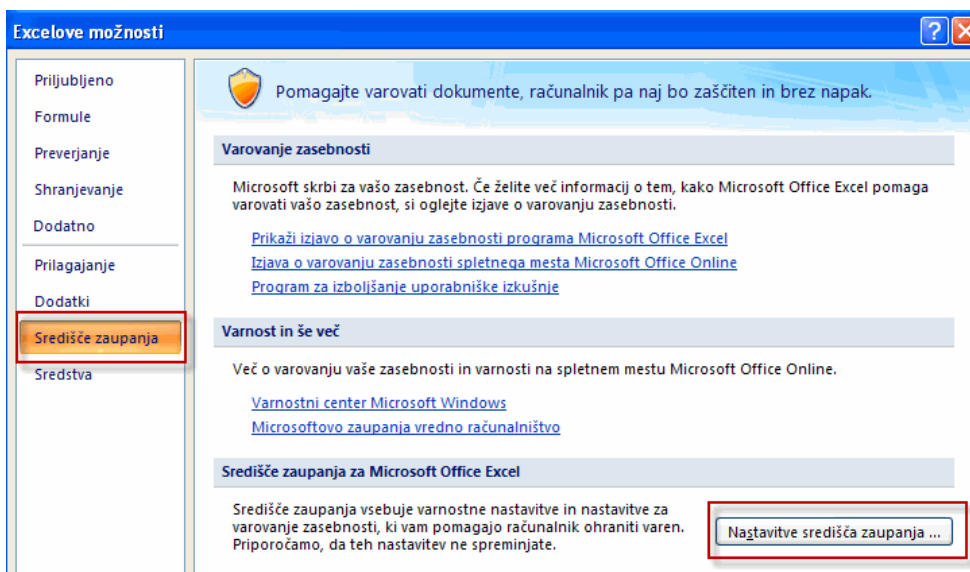 Excelove možnosti
Priljubljeno
Formule
Preverjanje
Shranjevanje
Dodatno
Prilagajanje
Dodatki
Središče zaupanja
Sredstva
Pomagajte varovati dokumente, računalnik pa naj bo zaščiten in brez napak.
Varovanje zasebnosti
Microsoft skrbi za vašo zasebnost. Če želite več informacij o tem, kako Microsoft Office Excel pomaga
varovati vašo zasebnost, si oglejte izjave o varovanju zasebnosti.
Prikaži izjavo o varovanju zasebnosti programa Microsoft Office Excel
Izjava o varovanju zasebnosti spletnega mesta Microsoft Office Online
Program za izboljšanje uporabniške izkušnje
Varnost in še več
Več o varovanju vaše zasebnosti in varnosti na spletnem mestu Microsoft Office Online.
Varnostni center Microsoft Windows
Microsoftovo zaupanja vredno računalništvo
Središče zaupanja za Microsoft Office Excel
Središče zaupanja vsebuje varnostne nastavitve in nastavitve za
varovanje zasebnosti, ki vam pomagajo računalnik ohraniti varen.
Priporočamo, da teh nastavitev ne spreminjate.
Nastavitve središča zaupanja ...